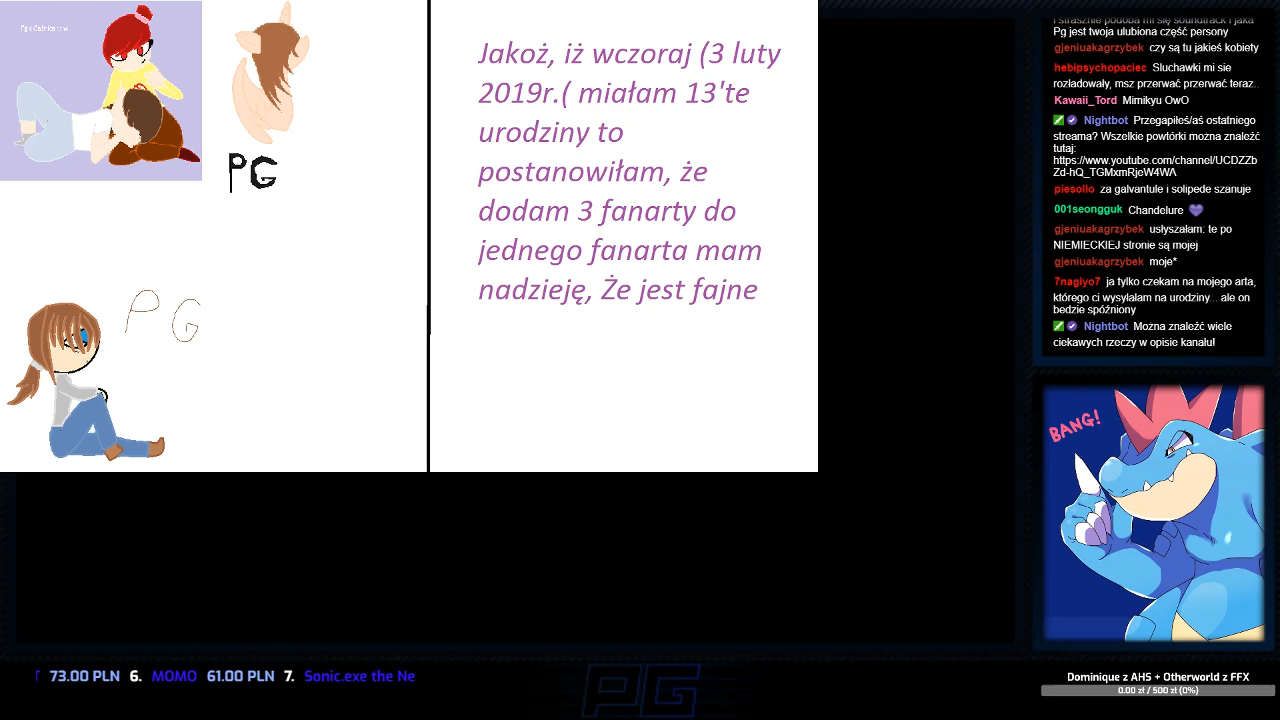 Pg x Gaśnica :>w
PG
PG
Jakoż, iż wczoraj (3 luty
2019r.( miałam 13'te
urodziny to
postanowiłam, że
dodam 3 fanarty do
jednego fanarta mam
nadzieję, Że jest fajne
i strasznie podoba mi się soundtrack i jaka
Pg jest twoja ulubiona część persony
gjeniuakagrzybek czy są tu jakieś kobiety
hebipsychopaciec Słuchawki mi sie
rozładowały, msz przerwać przerwać teraz..
Kawaii_Tord Mimikyu OwO
Nightbot Przegapiłeś/aś ostatniego
streama? Wszelkie powtórki można znaleźć
tutaj:
https://www.youtube.com/channel/UCDZZb
Zd-hQ_TGMxmRjeW4WA
piesollo za galvantule i solipede szanuje
001seongguk Chandelure
gjeniuakagrzybek usłyszałam: te po
NIEMIECKIEJ stronie są mojej
gjeniuakagrzybek moje*
7nagiyo7 ja tylko czekam na mojego arta,
którego ci wysyłałam na urodziny... ale on
bedzie spóźniony
Nightbot Można znaleźć wiele
ciekawych rzeczy w opisie kanału!
BANG!
73.00 PLN 6. MOMO 61.00 PLN 7. Sonic.exe the Ne
PG
Dominique z AHS + Otherworld z FFX
0.00 zł / 500 zł (0%)